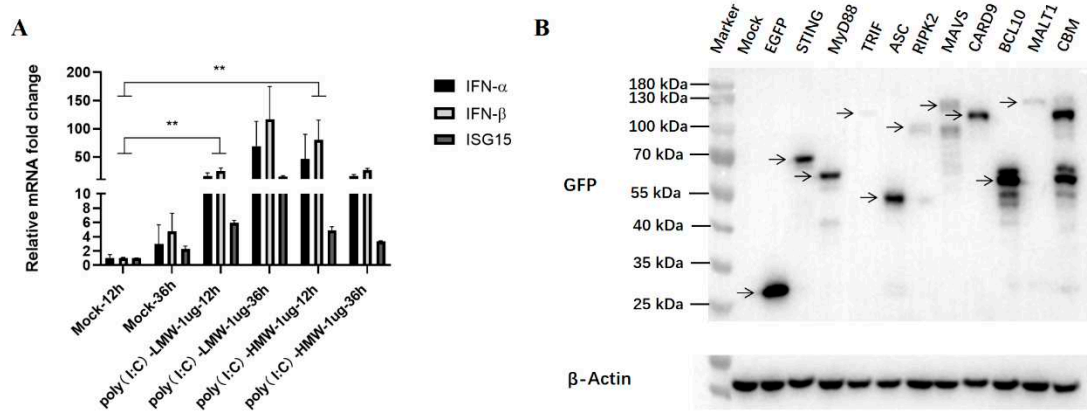 A
Relative mRNA fold change
200
150
100
50
10
8
6
4
2
0
**
**
IFN-α
IFN-β
ISG15
Mock-12h
Mock-36h
poly(I:C)-LMW-1ug-12h
poly(I:C)-LMW-1ug-36h
poly(I:C)-HMW-1ug-12h
poly(I:C)-HMW-1ug-36h
B
Marker
Mock
EGFP
STING
MyD88
TRIF
ASC
RIPK2
MAVS
CARD9
BCL10
MALT1
CBM
180 kDa
130 kDa
100 kDa
70 kDa
55 kDa
40 kDa
35 kDa
25 kDa
GFP
β-Actin